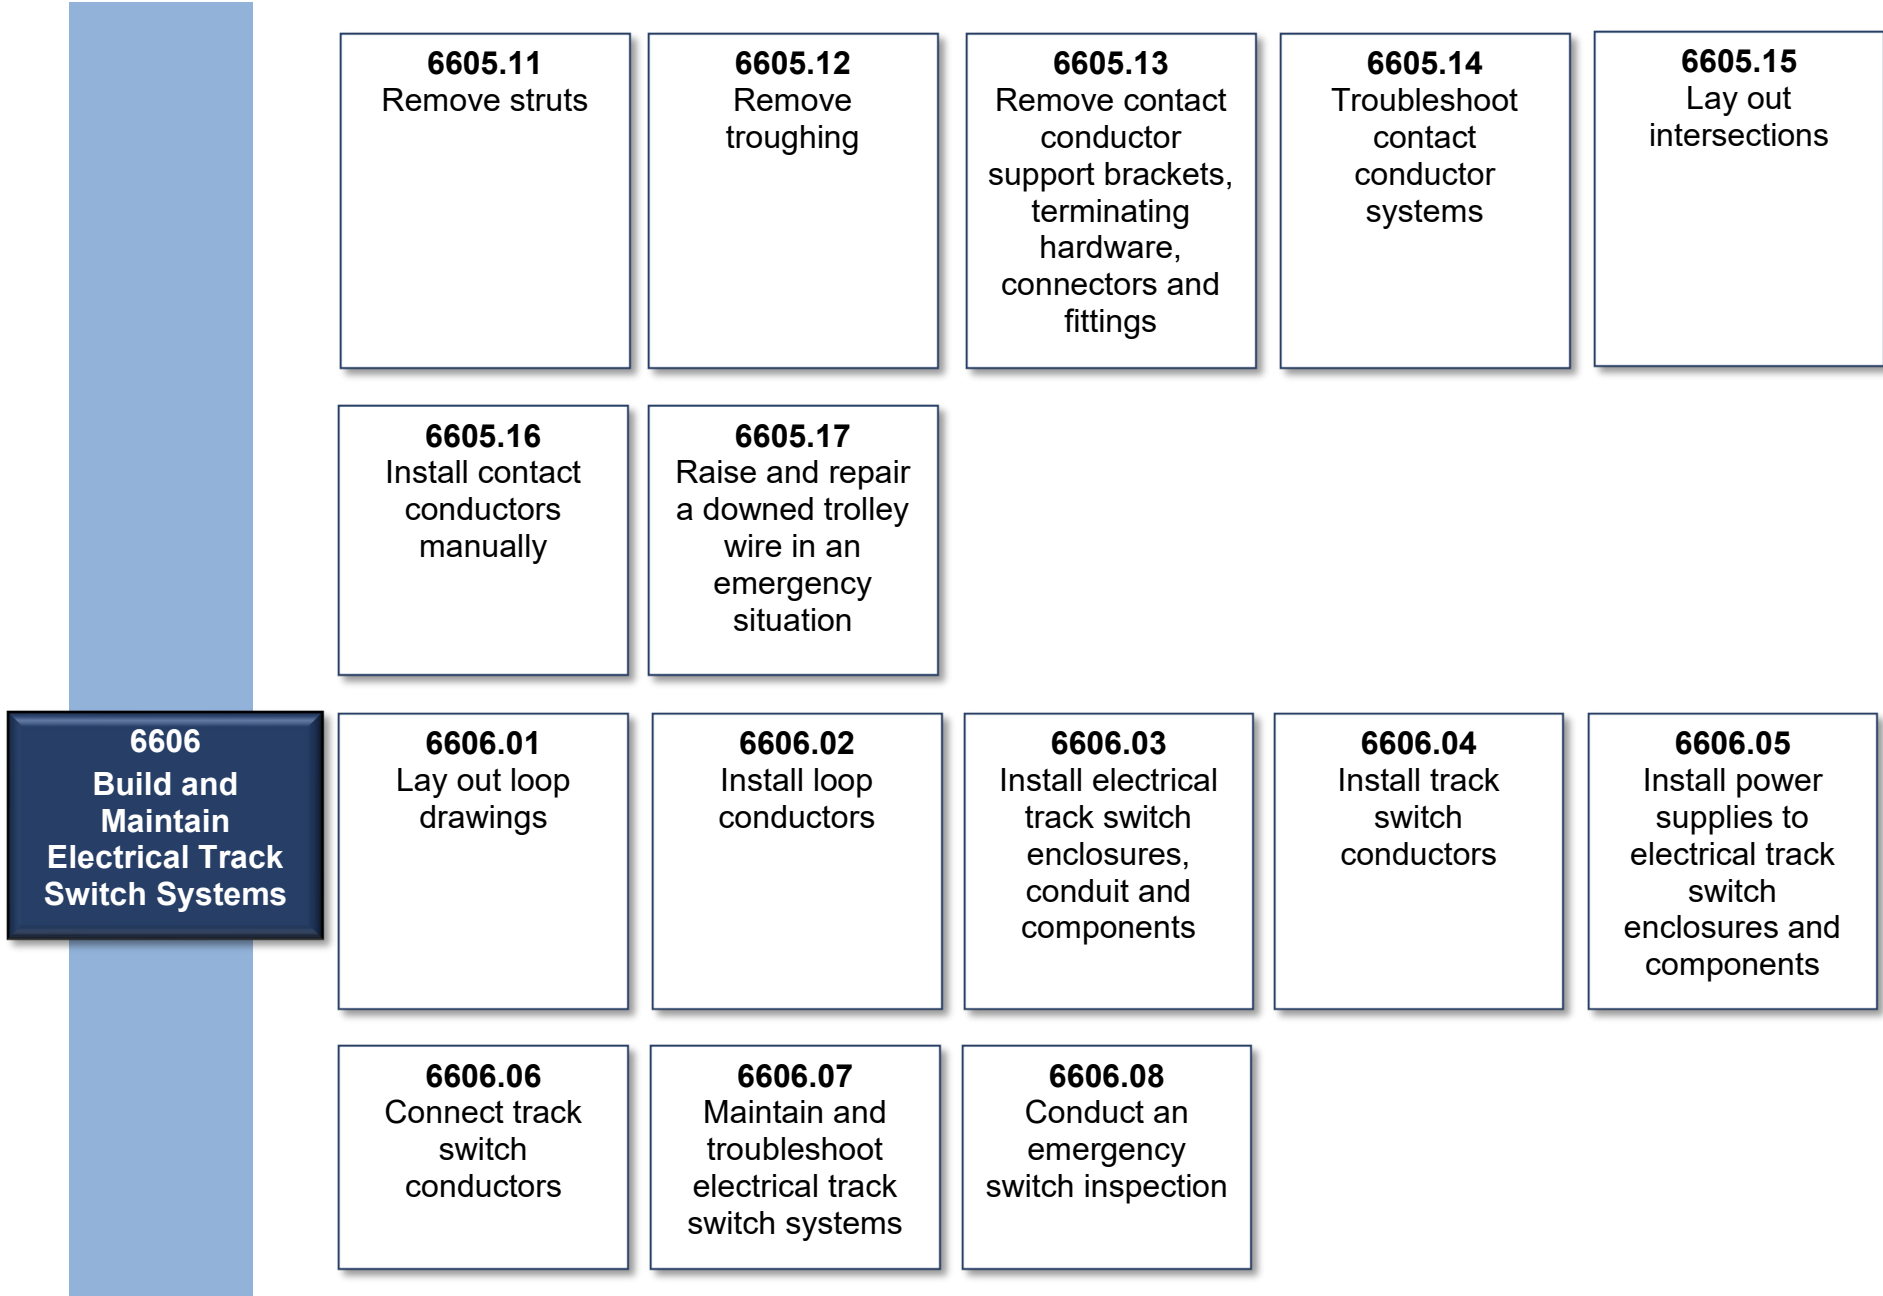 6605.11
Remove struts
6605.12
Remove
troughing
6605.13
Remove contact
conductor
support brackets,
terminating
hardware,
connectors and
fittings
6605.14
Troubleshoot
contact
conductor
systems
6605.15
Lay out
intersections
6605.16
Install contact
conductors
manually
6605.17
Raise and repair
a downed trolley
wire in an
emergency
situation
6606
Build and
Maintain
Electrical Track
Switch Systems
6606.01
Lay out loop
drawings
6606.02
Install loop
conductors
6606.03
Install electrical
track switch
enclosures,
conduit and
components
6606.04
Install track
switch
conductors
6606.05
Install power
supplies to
electrical track
switch
enclosures and
components
6606.06
Connect track
switch
conductors
6606.07
Maintain and
troubleshoot
electrical track
switch systems
6606.08
Conduct an
emergency
switch inspection